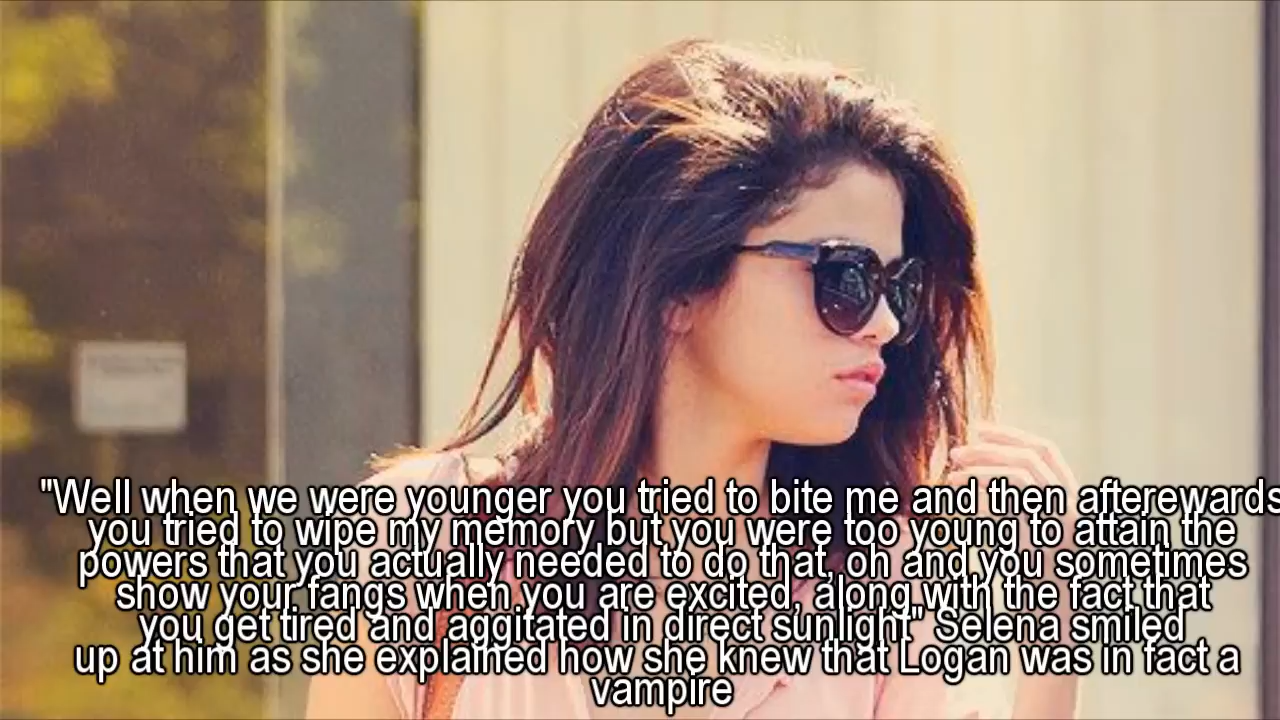 "Well when we were younger you tried to bite me and then afterewards
you tried to wipe my memory but you were too young to attain the
powers that you actually needed to do that, oh and you sometimes
show your fangs when you are excited, along with the fact that
you get tired and aggitated in direct sunlight" Selena smiled
up at him as she explained how she knew that Logan was in fact a
vampire